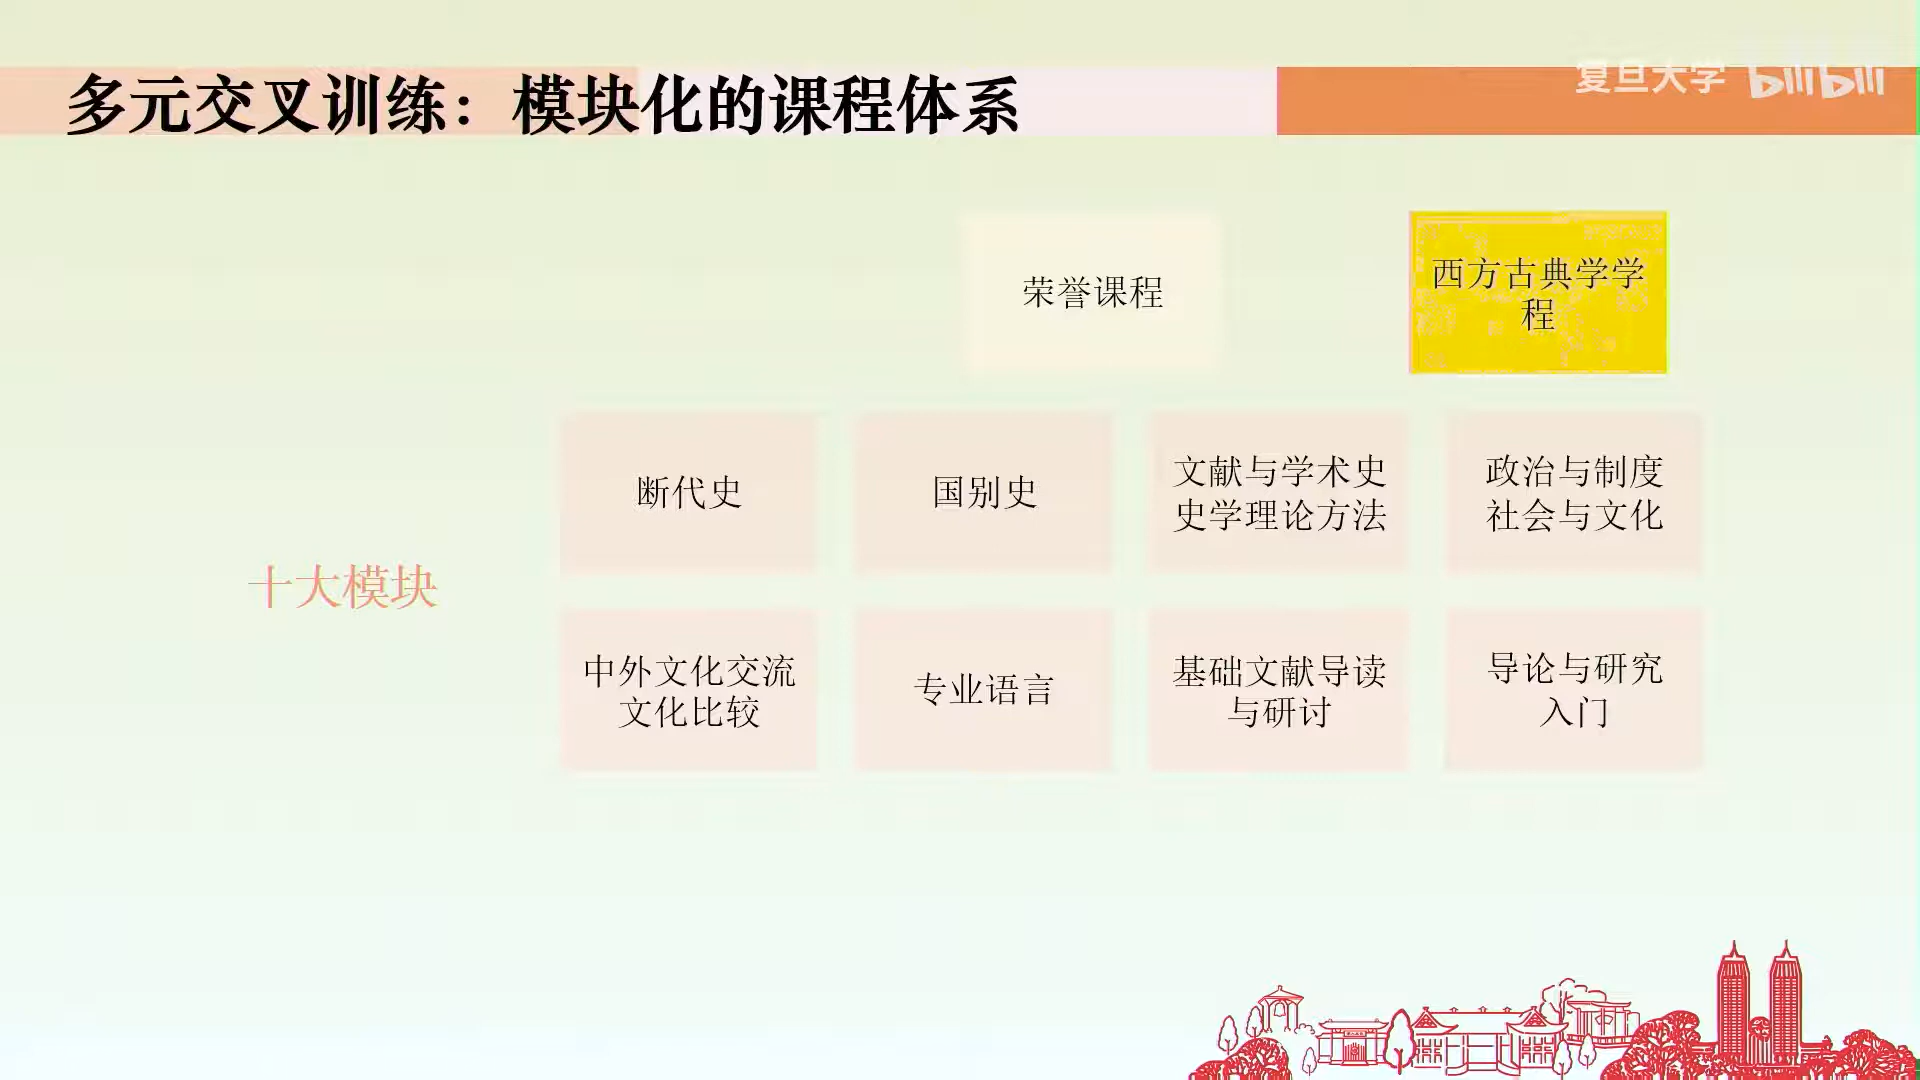 复旦大学 bilibili
多元交叉训练：模块化的课程体系
荣誉课程
西方古典学学
程
断代史
国别史
文献与学术史
史学理论方法
政治与制度
社会与文化
十大模块
中外文化交流
文化比较
专业语言
基础文献导读
与研讨
导论与研究
入门